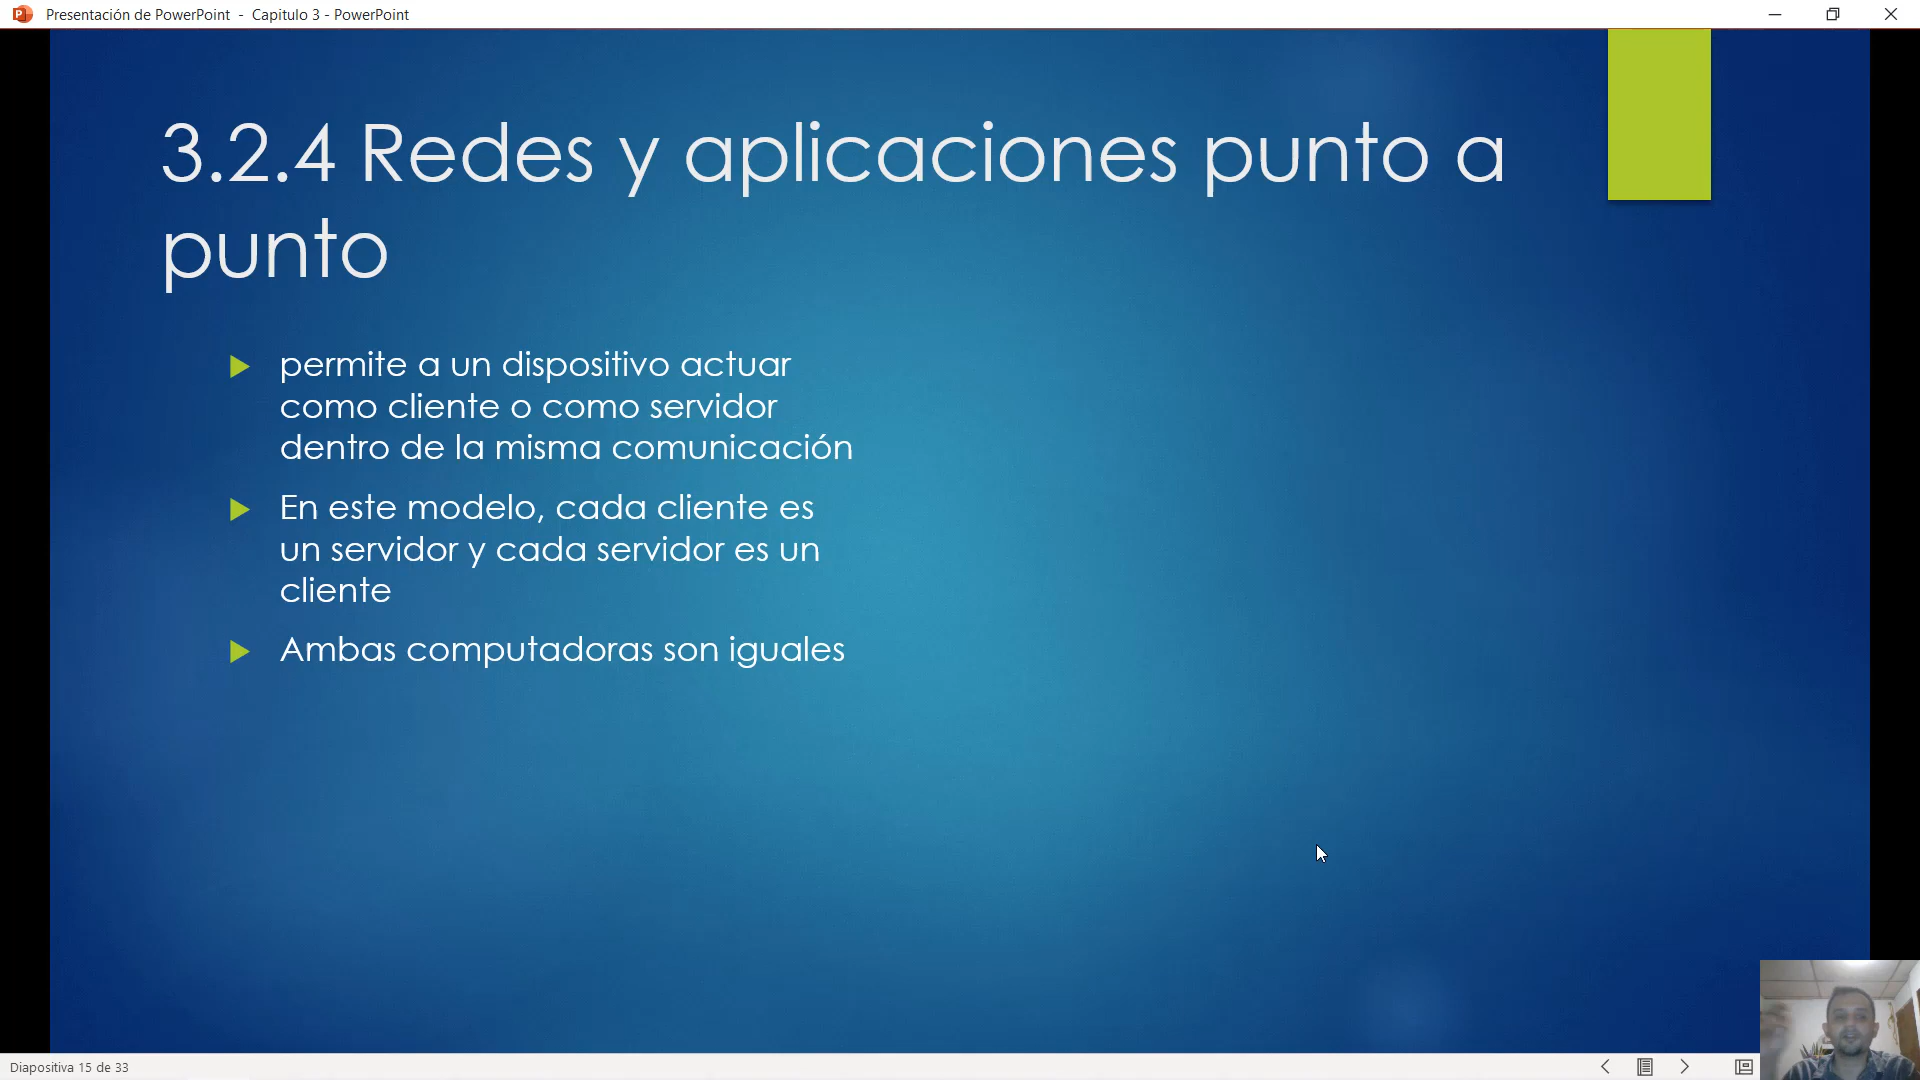 Presentación de PowerPoint - Capitulo 3 - PowerPoint
3.2.4 Redes y aplicaciones punto a
punto
permite a un dispositivo actuar
como cliente o como servidor
dentro de la misma comunicación
En este modelo, cada cliente es
un servidor y cada servidor es un
cliente
Ambas computadoras son iguales
Diapositiva 15 de 33